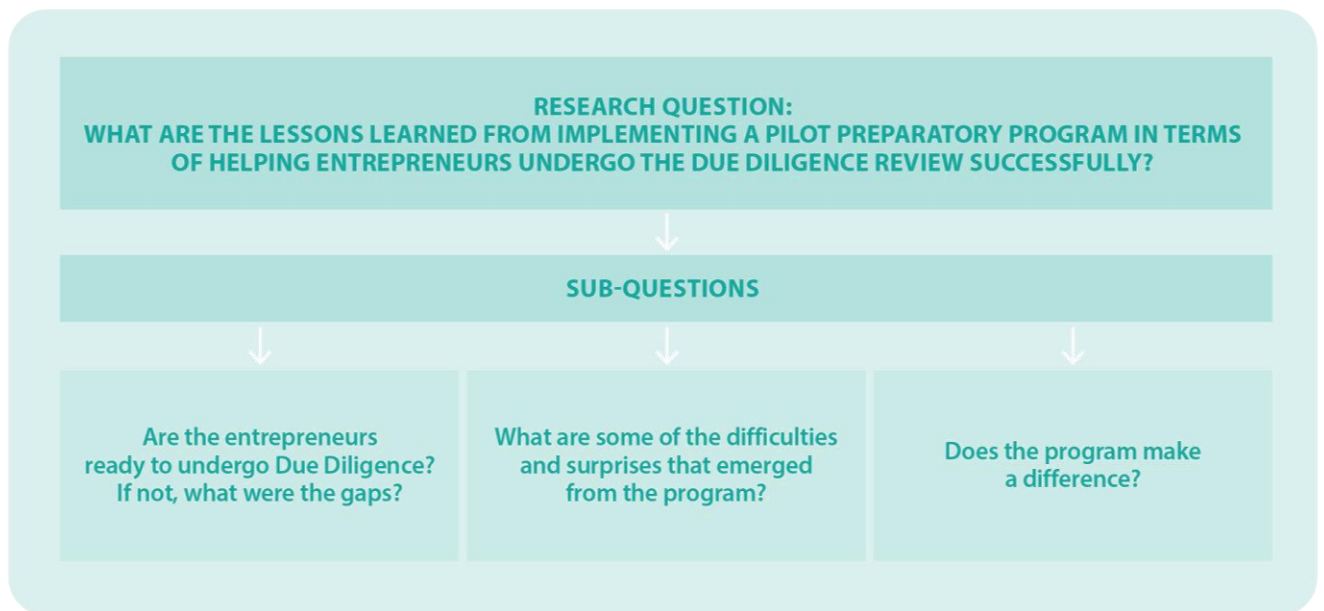 RESEARCH QUESTION:
WHAT ARE THE LESSONS LEARNED FROM IMPLEMENTING A PILOT PREPARATORY PROGRAM IN TERMS
OF HELPING ENTREPRENEURS UNDERGO THE DUE DILIGENCE REVIEW SUCCESSFULLY?
SUB-QUESTIONS
Are the entrepreneurs
ready to undergo Due Diligence?
If not, what were the gaps?
What are some of the difficulties
and surprises that emerged
from the program?
Does the program make
a difference?